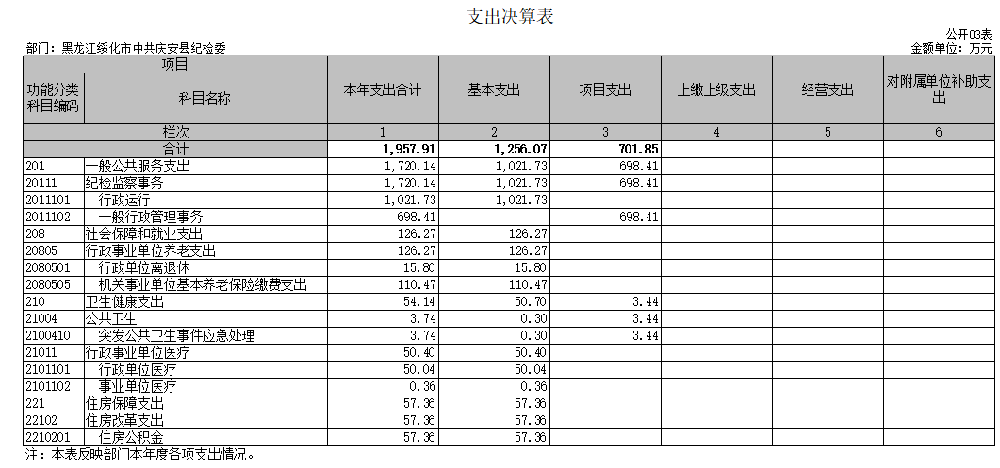 支出决算表
公开03表
部门：黑龙江绥化市中共庆安县纪检委 金额单位：万元
项目 本年支出合计 基本支出 项目支出 上缴上级支出 经营支出 对附属单位补助支出
功能分类科目编码 科目名称
栏次 1 2 3 4 5 6
合计 1,957.91 1,256.07 701.85
201 一般公共服务支出 1,720.14 1,021.73 698.41
20111 纪检监察事务 1,720.14 1,021.73 698.41
2011101 行政运行 1,021.73 1,021.73
2011102 一般行政管理事务 698.41 698.41
208 社会保障和就业支出 126.27 126.27
20805 行政事业单位养老支出 126.27 126.27
2080501 行政单位离退休 15.80 15.80
2080505 机关事业单位基本养老保险缴费支出 110.47 110.47
210 卫生健康支出 54.14 50.70 3.44
21004 公共卫生 3.74 0.30 3.44
2100410 突发公共卫生事件应急处理 3.74 0.30 3.44
21011 行政事业单位医疗 50.40 50.40
2101101 行政单位医疗 50.04 50.04
2101102 事业单位医疗 0.36 0.36
221 住房保障支出 57.36 57.36
22102 住房改革支出 57.36 57.36
2210201 住房公积金 57.36 57.36
注：本表反映部门本年度各项支出情况。